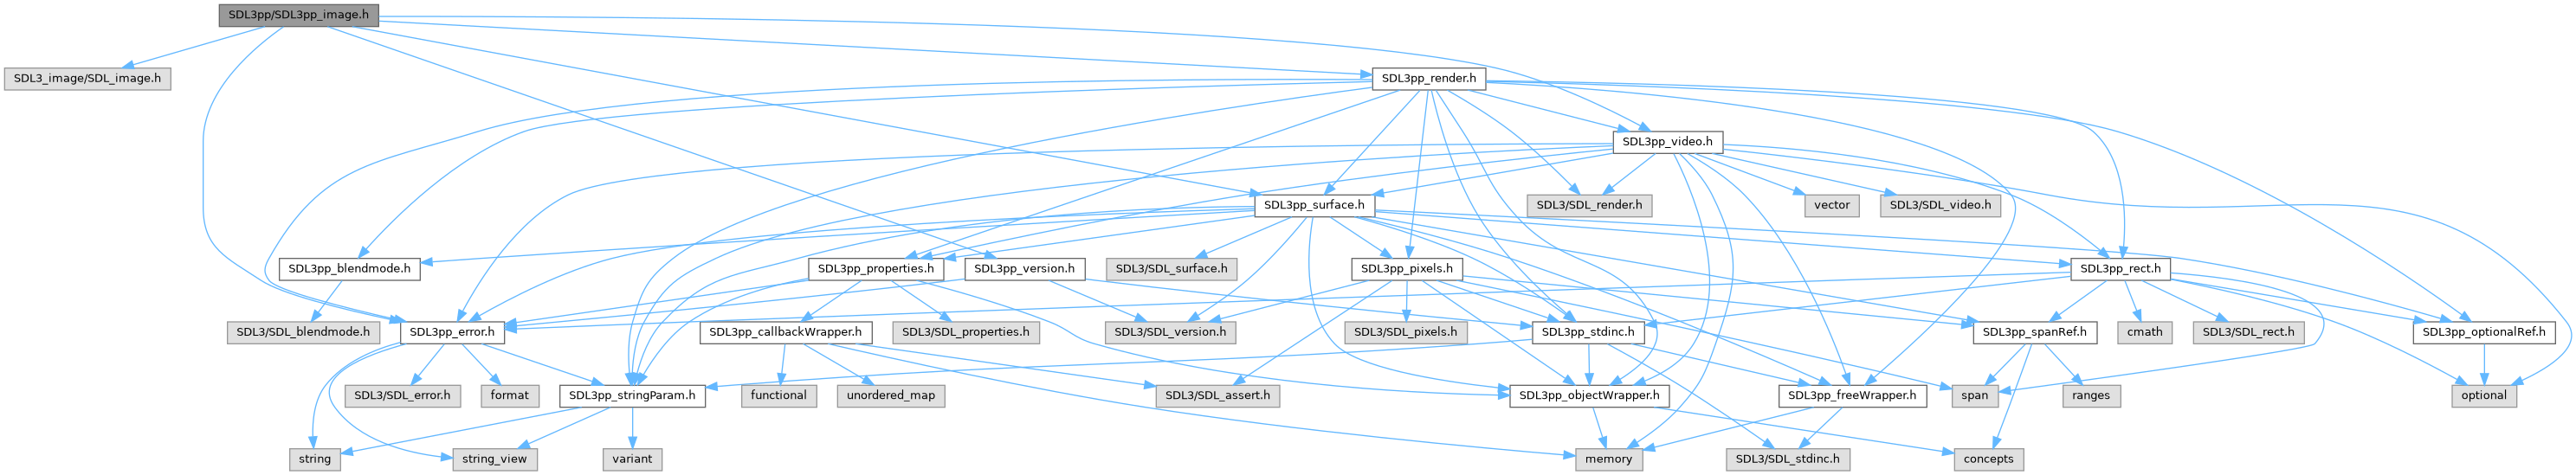 SDL3pp/SDL3pp_image.h
SDL3_image/SDL_image.h
SDL3pp_render.h
SDL3pp_video.h
SDL3pp_surface.h
SDL3/SDL_render.h
vector
SDL3/SDL_video.h
SDL3pp_blendmode.h
SDL3pp_properties.h
SDL3pp_version.h
SDL3/SDL_surface.h
SDL3pp_pixels.h
SDL3pp_rect.h
SDL3/SDL_blendmode.h
SDL3pp_error.h
SDL3pp_callbackWrapper.h
SDL3/SDL_properties.h
SDL3/SDL_version.h
SDL3/SDL_pixels.h
SDL3pp_stdinc.h
SDL3pp_spanRef.h
cmath
SDL3/SDL_rect.h
SDL3pp_optionalRef.h
SDL3/SDL_error.h
format
SDL3pp_stringParam.h
functional
unordered_map
SDL3/SDL_assert.h
SDL3pp_objectWrapper.h
SDL3pp_freeWrapper.h
span
ranges
optional
string
string_view
variant
memory
SDL3/SDL_stdinc.h
concepts